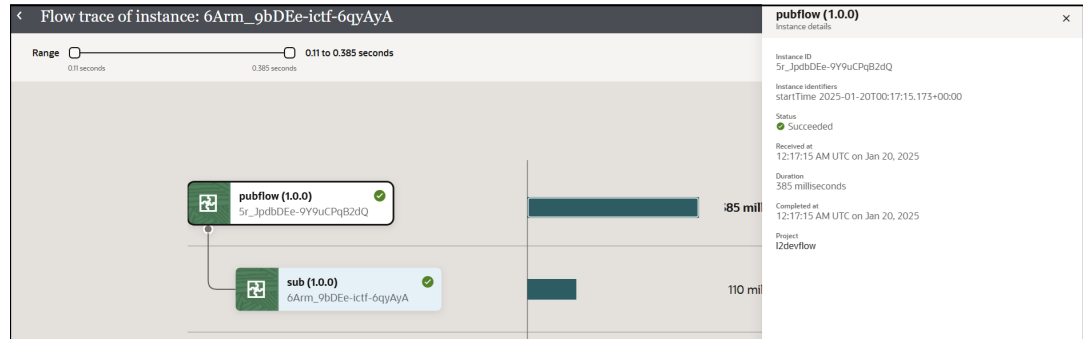 Flow trace of instance: 6Arm_9bDEe-ictf-6qyAyA
Range
0.11 to 0.385 seconds
0.11 seconds
0.385 seconds
pubflow (1.0.0)
5r_JpdbDEe-9Y9uCPqB2dQ
85 mil
sub (1.0.0)
6Arm_9bDEe-ictf-6qyAyA
110 mil
pubflow (1.0.0)
Instance details
Instance ID
5r_JpdbDEe-9Y9uCPqB2dQ
Instance identifiers
startTime 2025-01-20T00:17:15.173+00:00
Status
Succeeded
Received at
12:17:15 AM UTC on Jan 20, 2025
Duration
385 milliseconds
Completed at
12:17:15 AM UTC on Jan 20, 2025
Project
l2devflow